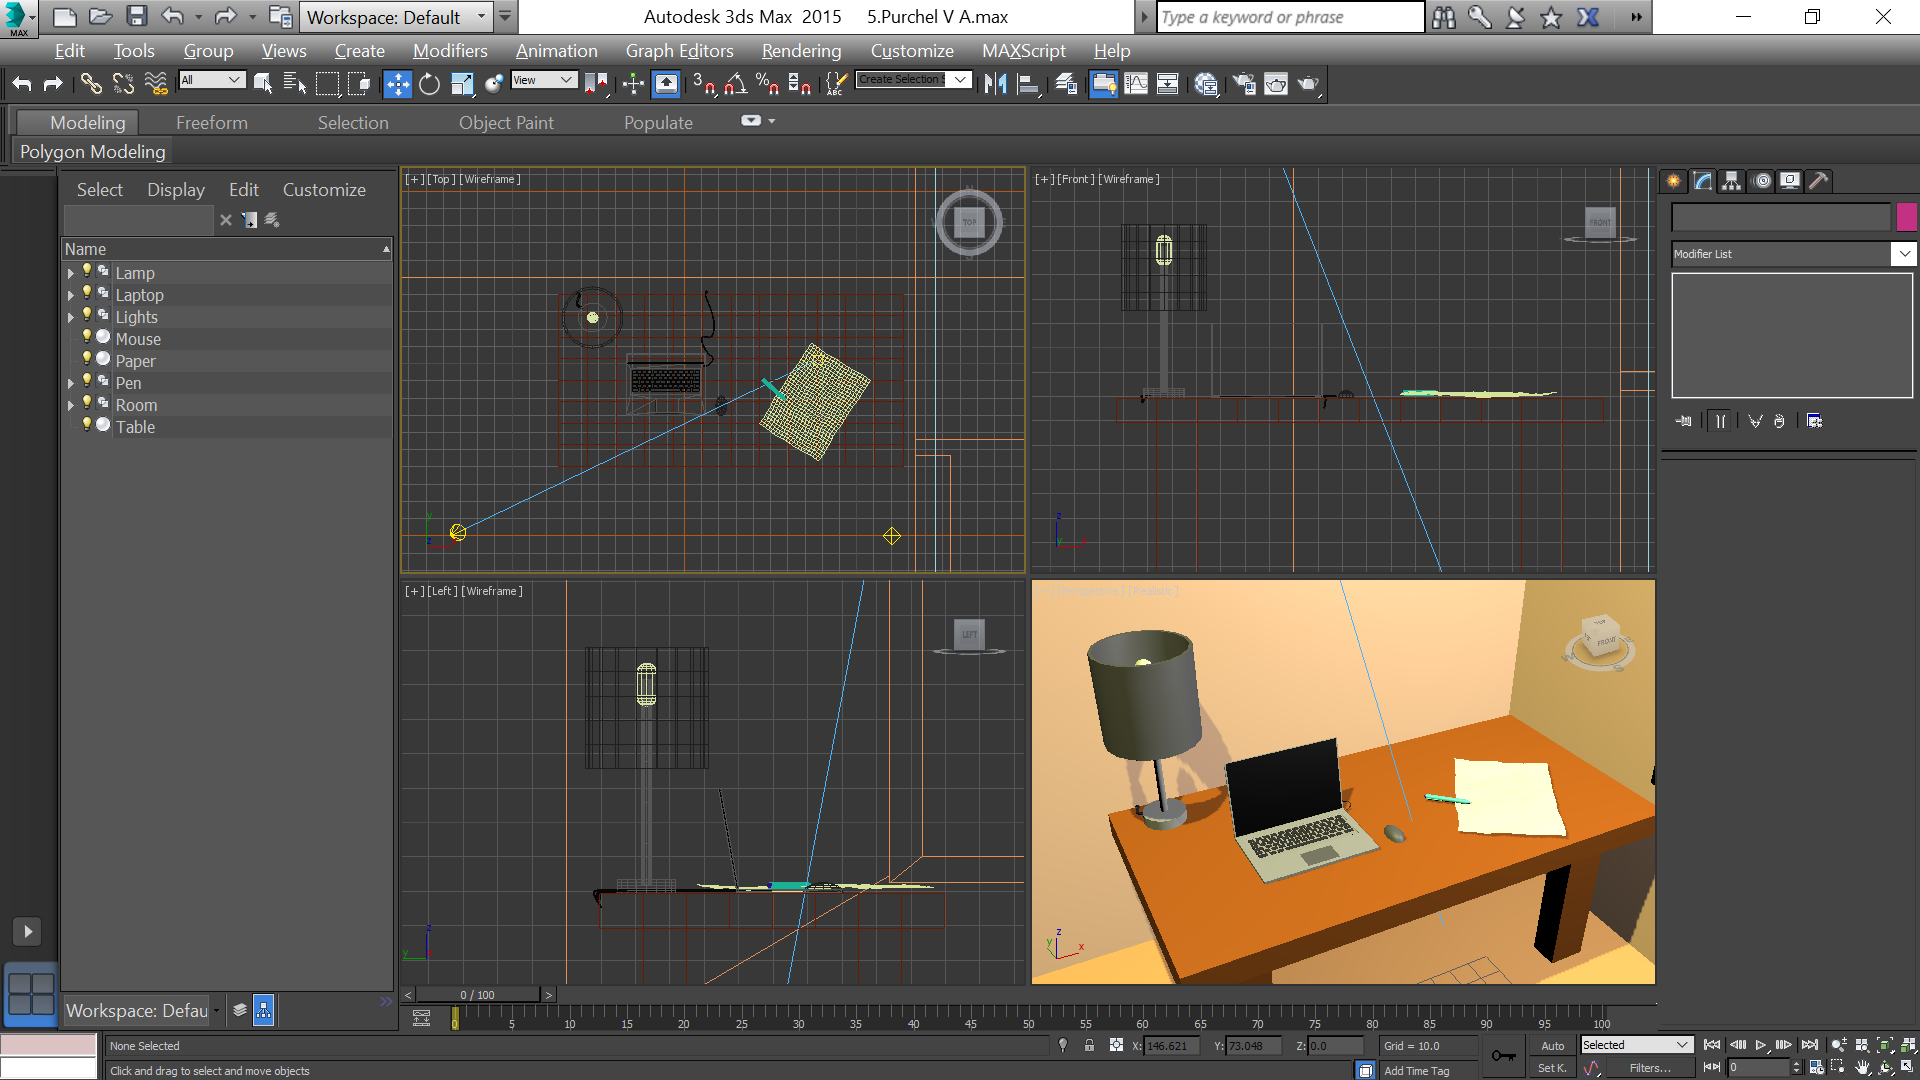 MAX
Workspace: Default
Autodesk 3ds Max 2015 5.Purchel V A.max
Type a keyword or phrase
Edit Tools Group Views Create Modifiers Animation Graph Editors Rendering Customize MAXScript Help
All
View
3
%
ABC
Create Selection S
Modeling Freeform Selection Object Paint Populate
Polygon Modeling
Select Display Edit Customize
Name
Lamp
Laptop
Lights
Mouse
Paper
Pen
Room
Table
[+] [Top] [Wireframe]
TOP
[+] [Front] [Wireframe]
FRONT
[+] [Left] [Wireframe]
LEFT
FRONT
Modifier List
0 / 100
Workspace: Defau
0 5 10 15 20 25 30 35 40 45 50 55 60 65 70 75 80 85 90 95 100
None Selected
X: 146.621 Y: 73.048 Z: 0.0
Grid = 10.0
Auto
Selected
Click and drag to select and move objects
Add Time Tag
Set K.
Filters...
0